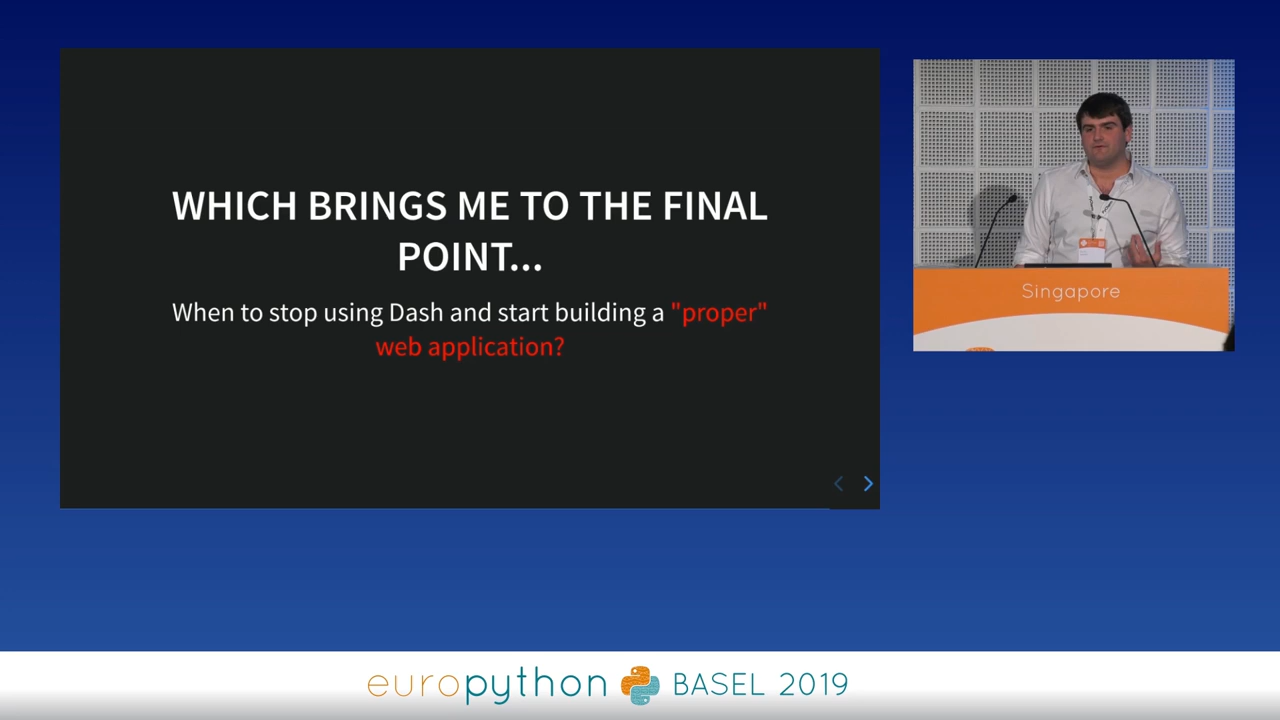 WHICH BRINGS ME TO THE FINAL
POINT...
When to stop using Dash and start building a "proper"
web application?
Singapore
europython BASEL 2019